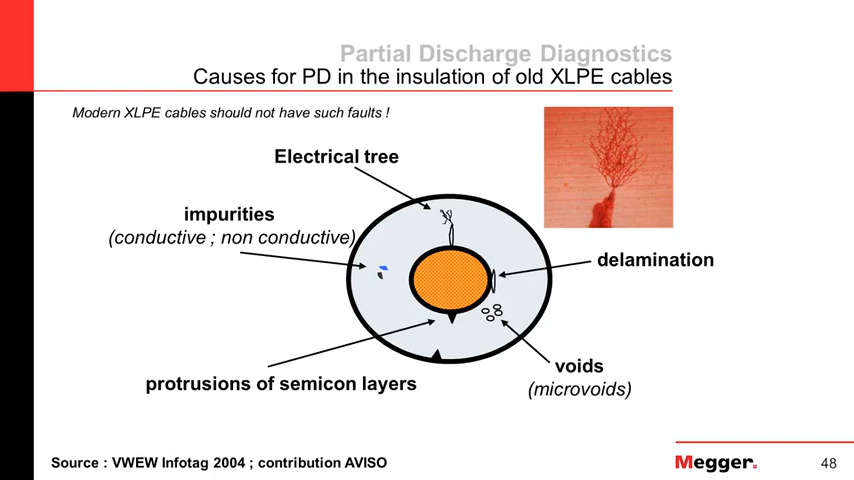 Partial Discharge Diagnostics
Causes for PD in the insulation of old XLPE cables
Modern XLPE cables should not have such faults !
Electrical tree
impurities
(conductive ; non conductive)
delamination
voids
(microvoids)
protrusions of semicon layers
Source : VWEW Infotag 2004 ; contribution AVISO
Megger.
48